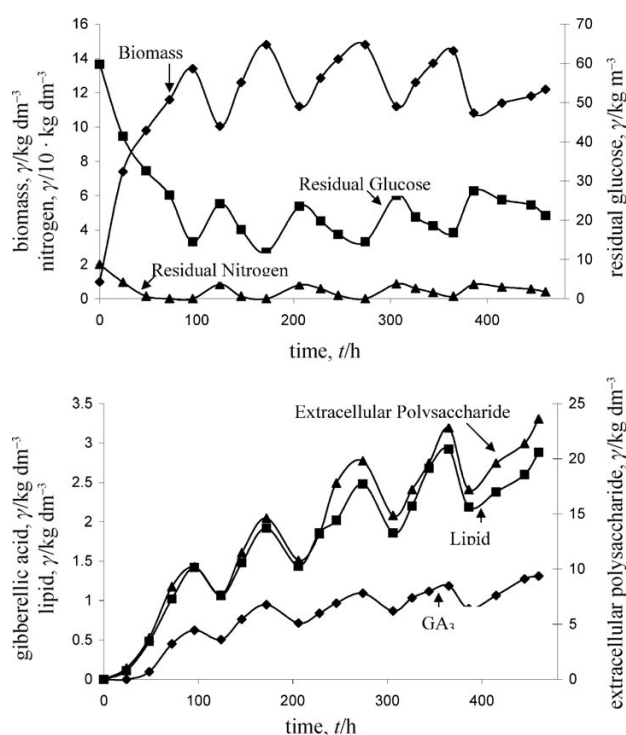 biomass, γ/kg dm⁻³
nitrogen, γ/10 · kg dm⁻³
16
14
12
10
8
6
4
2
0
Biomass
Residual Glucose
Residual Nitrogen
70
60
50
40
30
20
10
0
residual glucose, γ/kg m⁻³
0
100
200
300
400
time, t/h
gibberellic acid, γ/kg dm⁻³
lipid, γ/kg dm⁻³
3.5
3
2.5
2
1.5
1
0.5
0
Extracellular Polysaccharide
Lipid
GA₃
25
20
15
10
5
0
extracellular polysaccharide, γ/kg dm⁻³
0
100
200
300
400
time, t/h